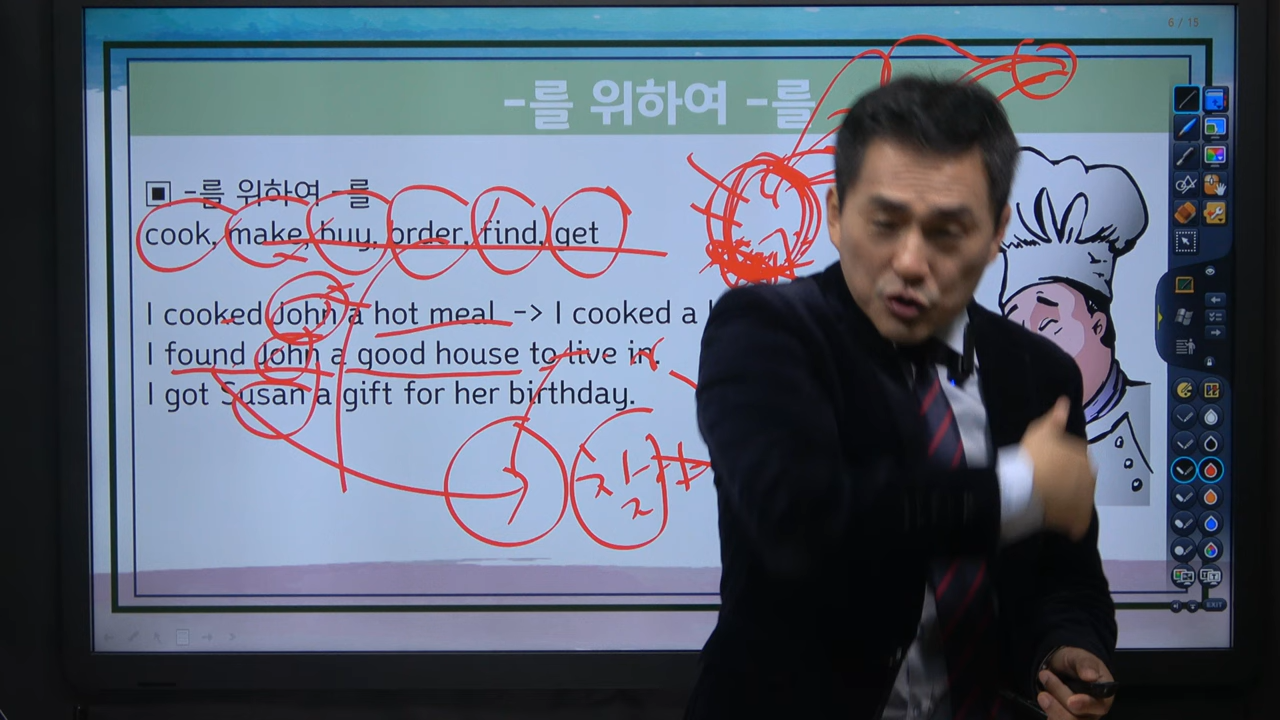 6 / 15
-를 위하여 -를
-를 위하여 -를
cook, make, buy, order, find, get
I cooked John a hot meal -> I cooked a
I found John a good house to live in.
I got Susan a gift for her birthday.
EXIT